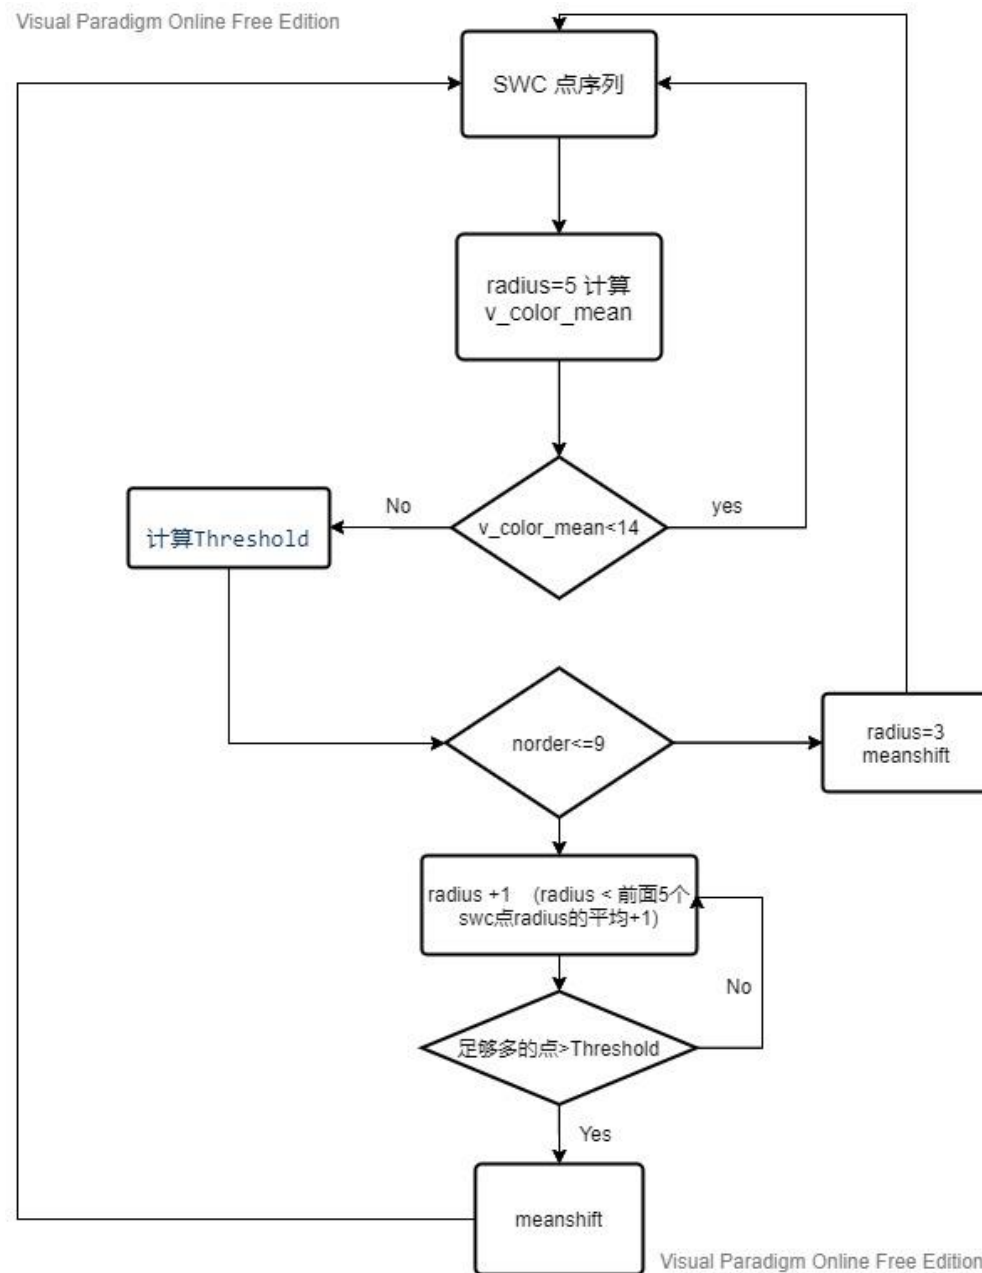 Visual Paradigm Online Free Edition
SWC 点序列
radius=5 计算
v_color_mean
No
v_color_mean<14
yes
计算Threshold
norder<=9
radius=3
meanshift
radius +1 (radius < 前面5个
swc点radius的平均+1)
No
足够多的点>Threshold
Yes
meanshift
Visual Paradigm Online Free Edition